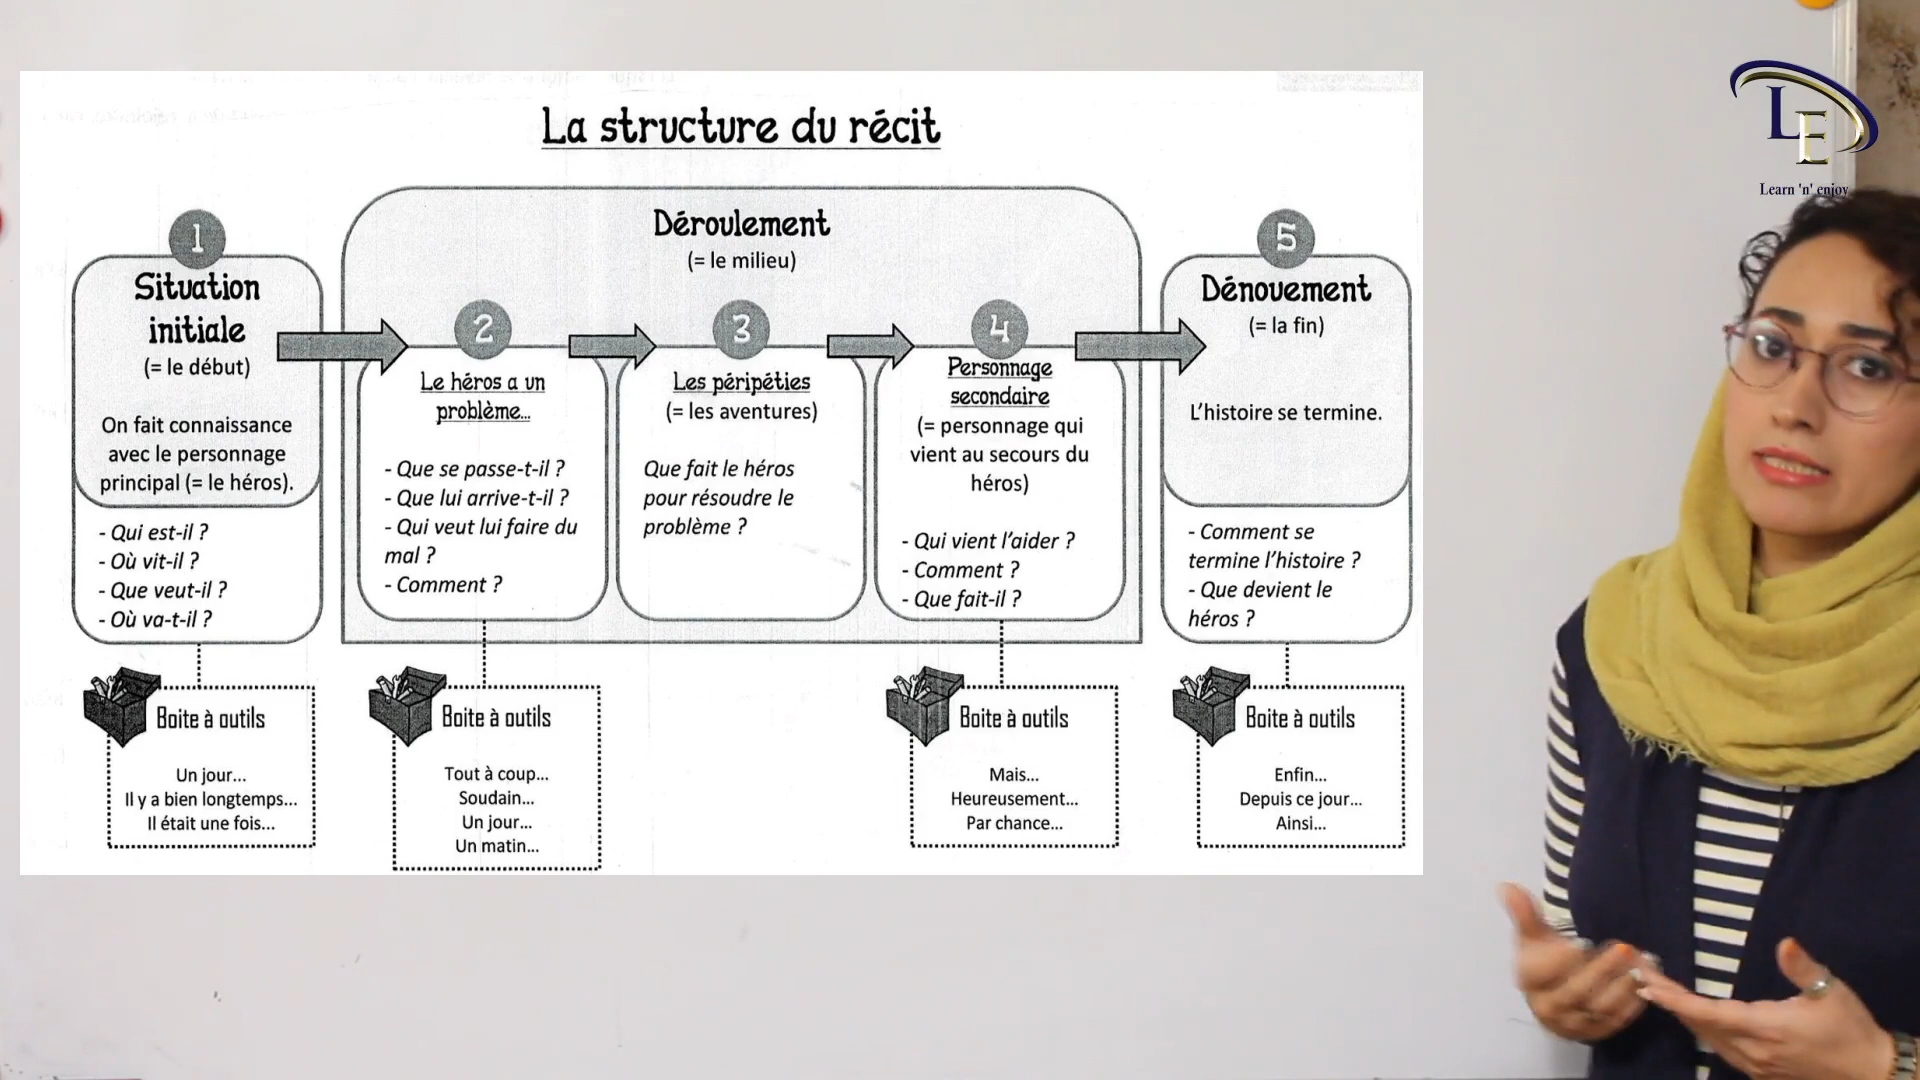 La structure du récit
1
Situation
initiale
(= le début)
On fait connaissance
avec le personnage
principal (= le héros).
- Qui est-il ?
- Où vit-il ?
- Que veut-il ?
- Où va-t-il ?
Boite à outils
Un jour...
Il y a bien longtemps...
Il était une fois...
Déroulement
(= le milieu)
2
Le héros a un
problème...
- Que se passe-t-il ?
- Que lui arrive-t-il ?
- Qui veut lui faire du
mal ?
- Comment ?
Boite à outils
Tout à coup...
Soudain...
Un jour...
Un matin...
3
Les péripéties
(= les aventures)
Que fait le héros
pour résoudre le
problème ?
4
Personnage
secondaire
(= personnage qui
vient au secours du
héros)
- Qui vient l'aider ?
- Comment ?
- Que fait-il ?
Boite à outils
Mais...
Heureusement...
Par chance...
5
Dénouement
(= la fin)
L'histoire se termine.
- Comment se
termine l'histoire ?
- Que devient le
héros ?
Boite à outils
Enfin...
Depuis ce jour...
Ainsi...
LE
Learn 'n' enjoy